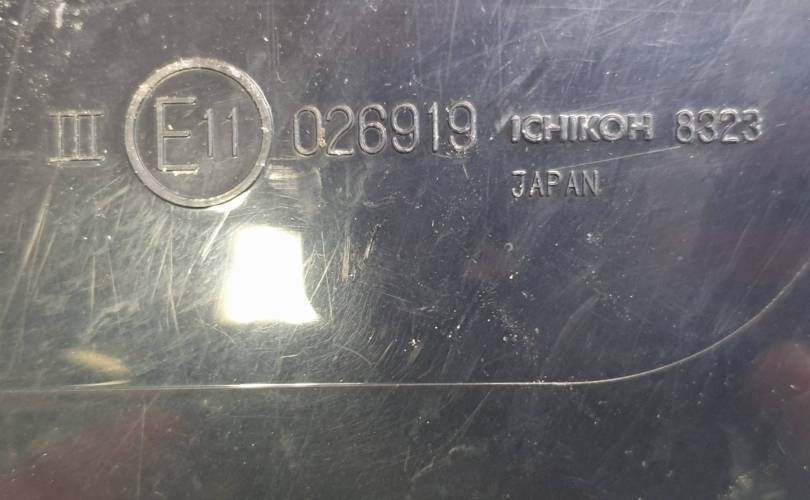 III E11 026919 ICHIKOH 8323
JAPAN